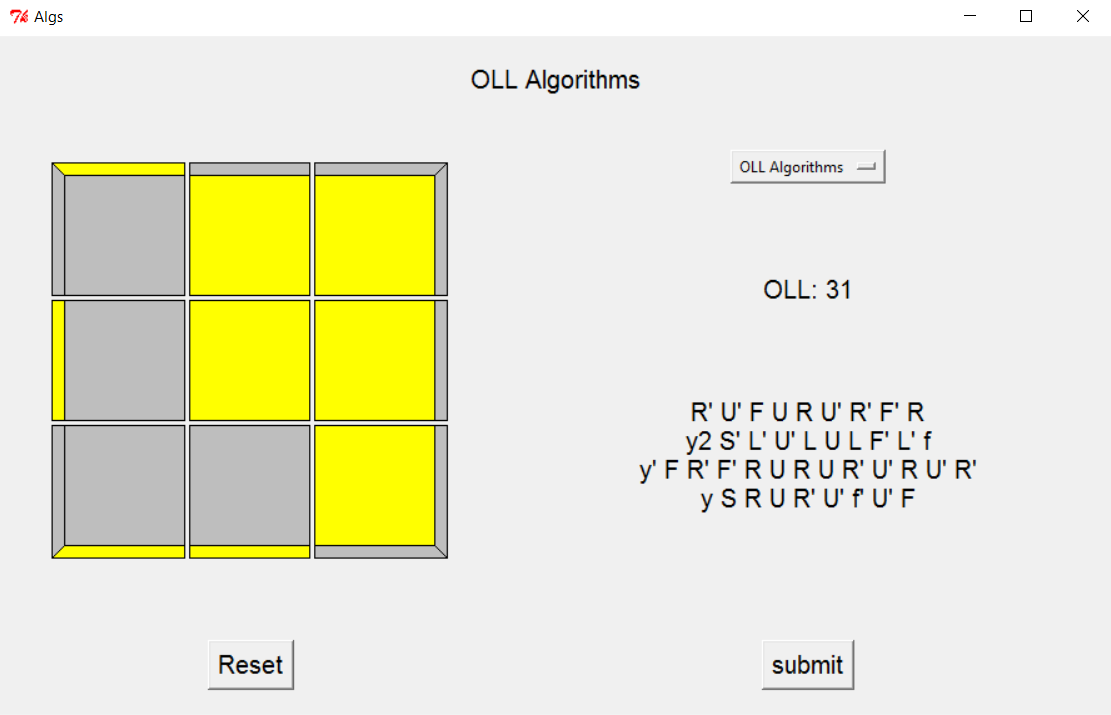 Algs
OLL Algorithms
OLL Algorithms
OLL: 31
R' U' F U R U' R' F' R
y2 S' L' U' L U L F' L' f
y' F R' F' R U R U R' U' R U' R'
y S R U R' U' f' U' F
Reset
submit